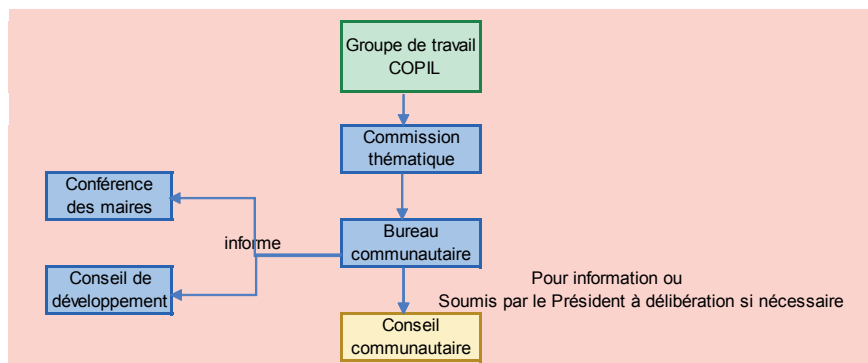 Groupe de travail
COPIL
Commission
thématique
Conférence
des maires
Bureau
communautaire
informe
Conseil de
développement
Pour information ou
Soumis par le Président à délibération si nécessaire
Conseil
communautaire